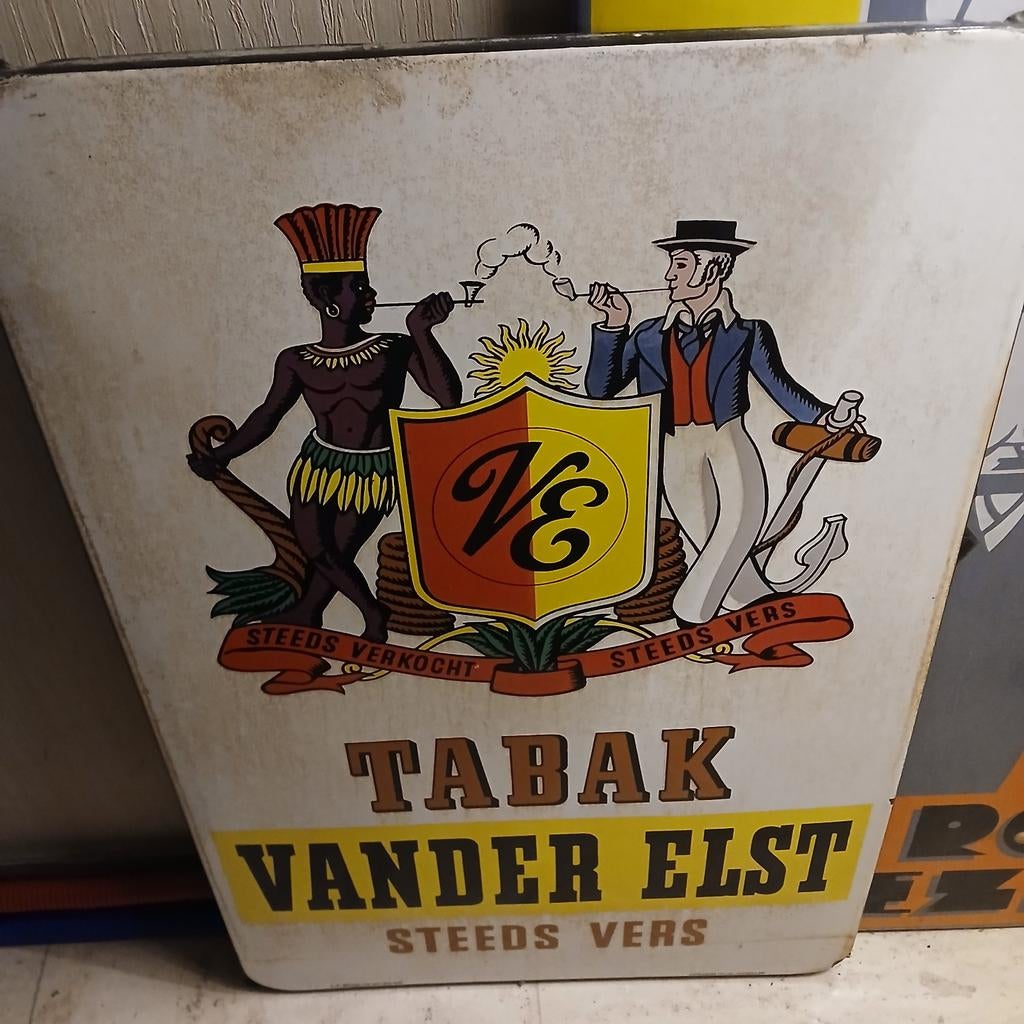 VE
STEEDS VERKOCHT STEEDS VERS
TABAK
VANDER ELST
STEEDS VERS